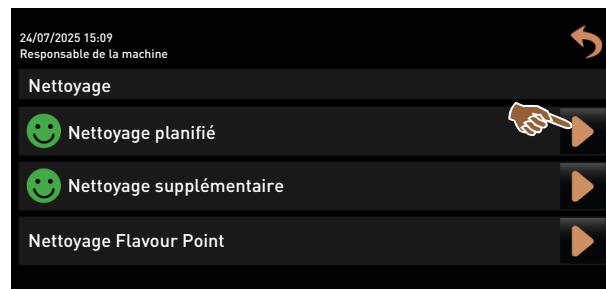 24/07/2025 15:09
Responsable de la machine
Nettoyage
Nettoyage planifié
Nettoyage supplémentaire
Nettoyage Flavour Point